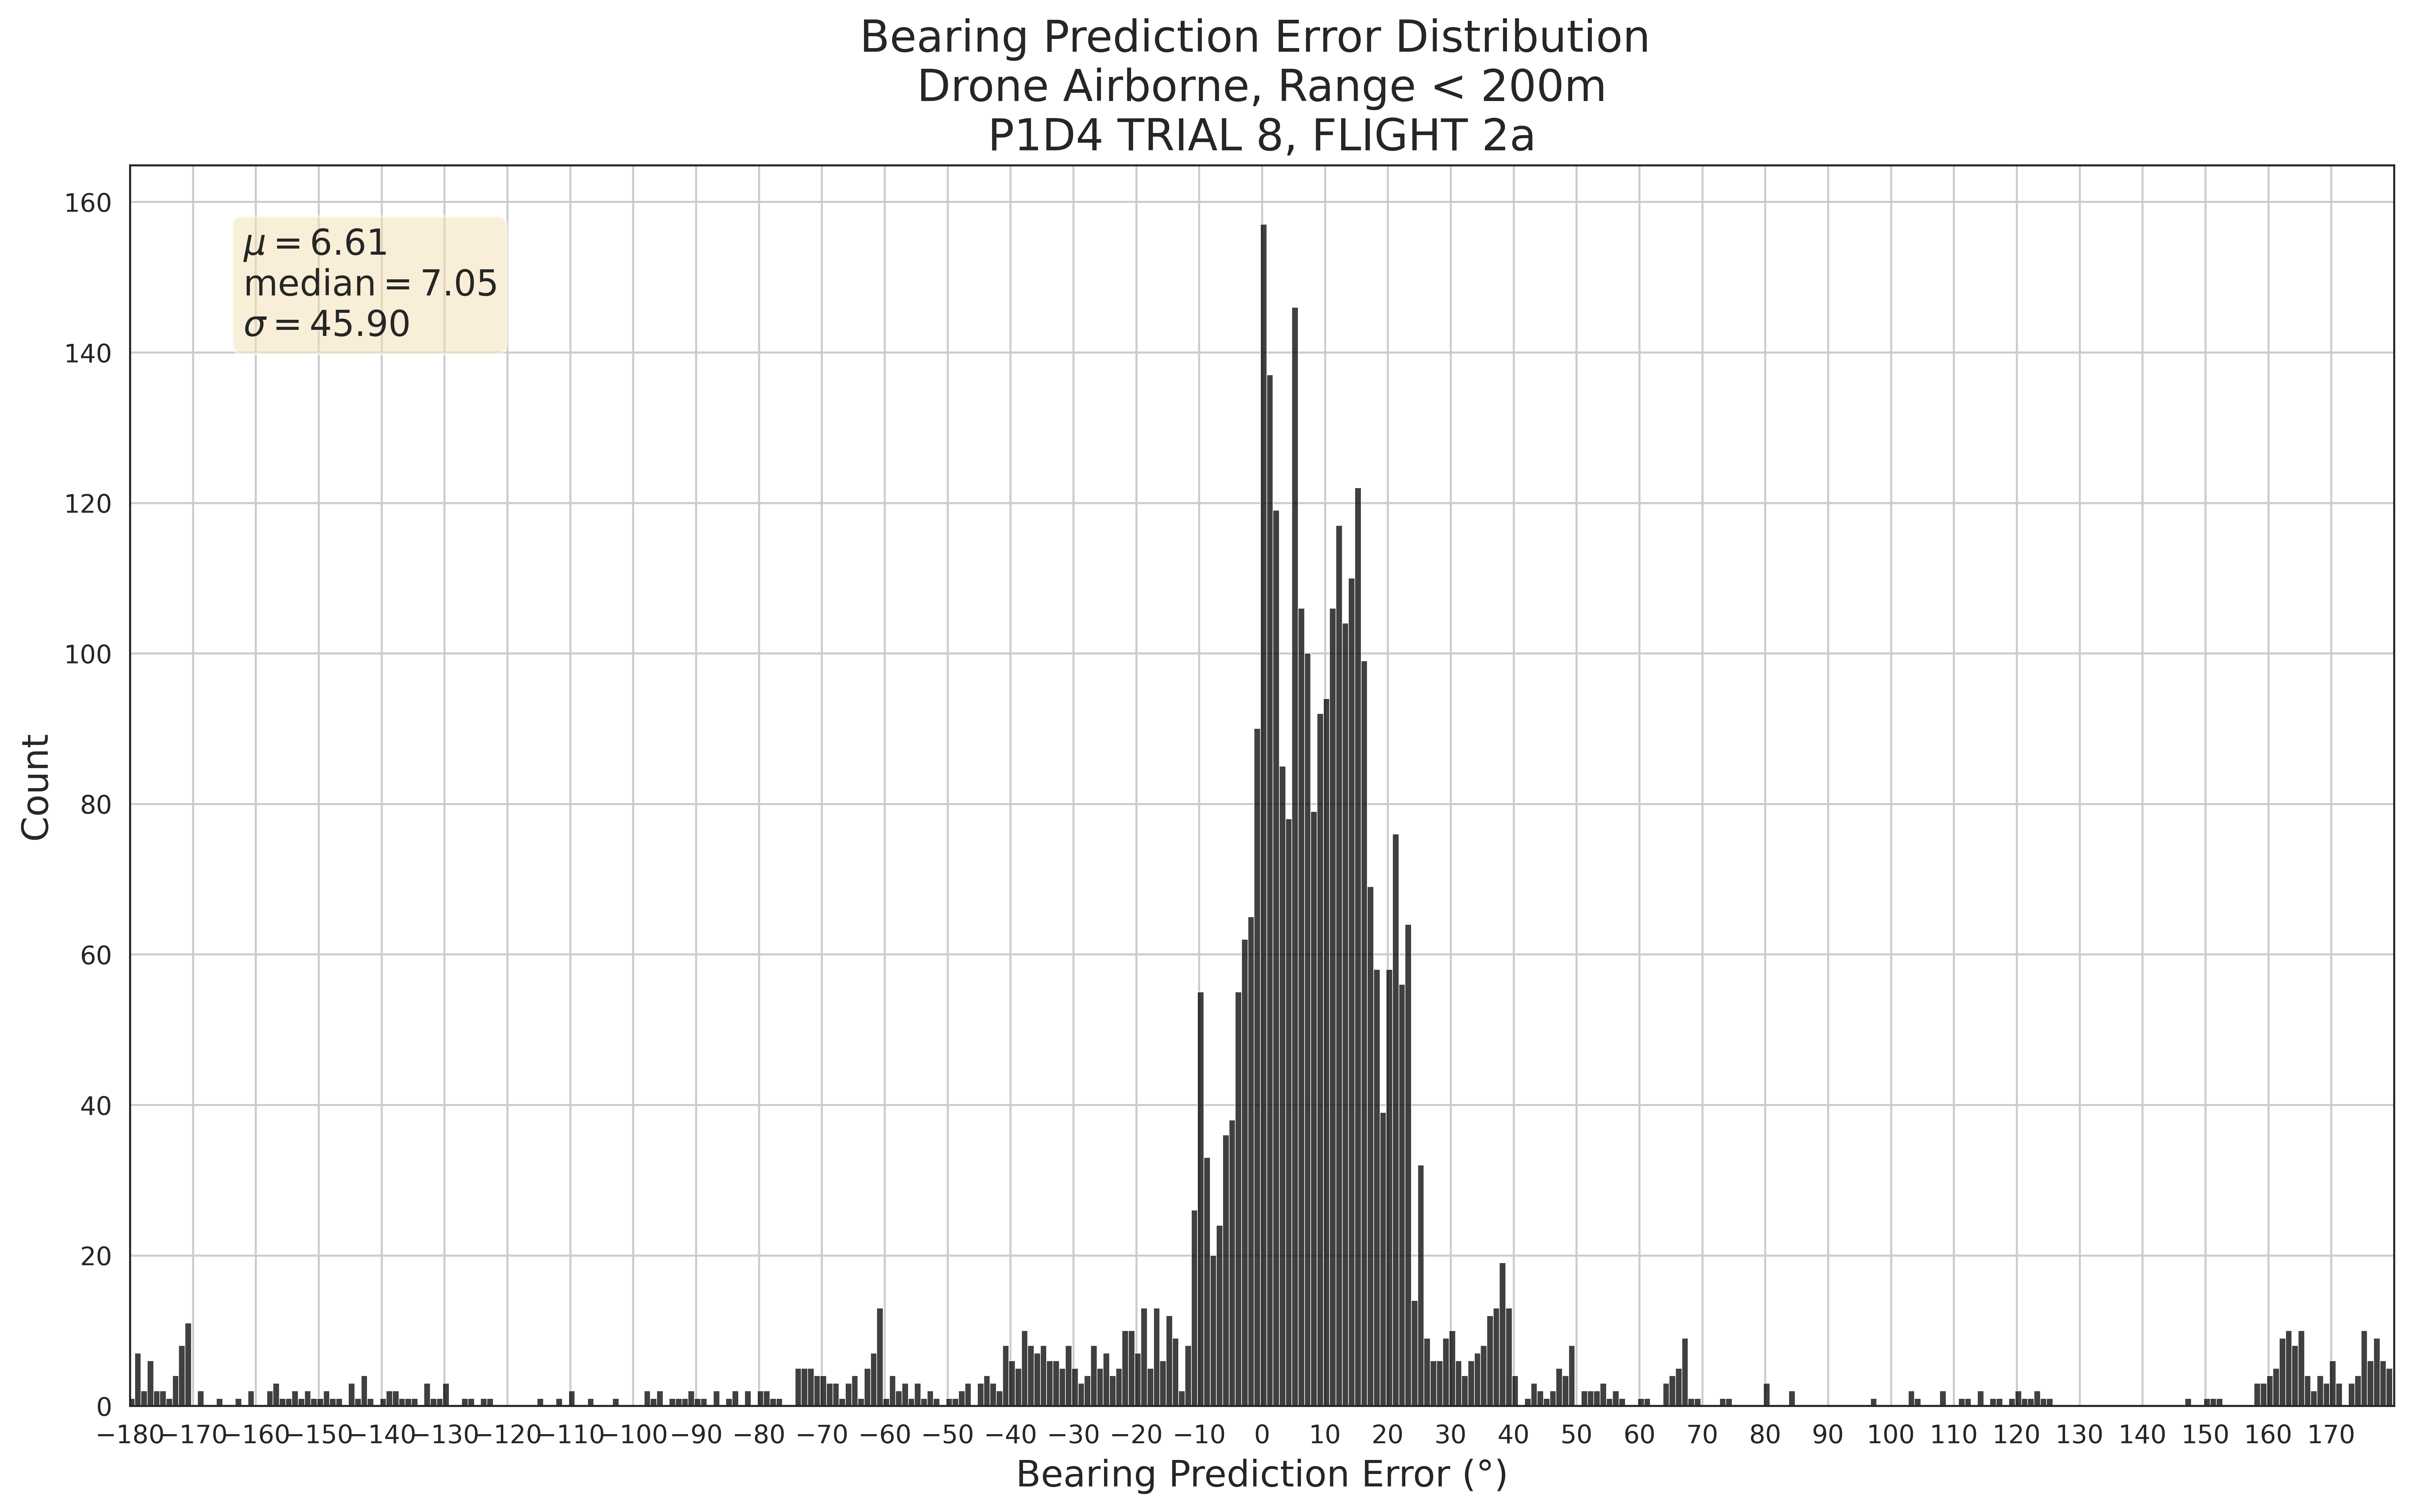 Bearing Prediction Error Distribution
Drone Airborne, Range < 200m
P1D4 TRIAL 8, FLIGHT 2a
160
140
120
100
80
60
40
20
0
μ = 6.61
median = 7.05
σ = 45.90
Count
−180 −170 −160 −150 −140 −130 −120 −110 −100 −90 −80 −70 −60 −50 −40 −30 −20 −10 0 10 20 30 40 50 60 70 80 90 100 110 120 130 140 150 160 170
Bearing Prediction Error (°)